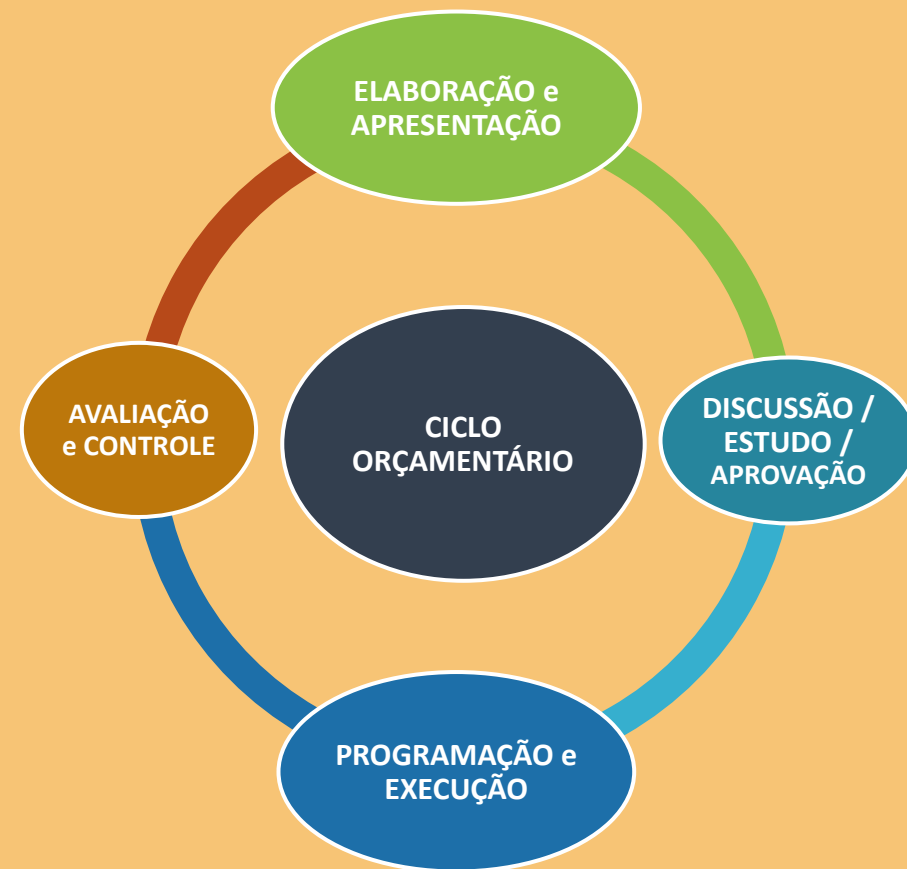 ELABORAÇÃO e
APRESENTAÇÃO
DISCUSSÃO /
ESTUDO /
APROVAÇÃO
PROGRAMAÇÃO e
EXECUÇÃO
AVALIAÇÃO
e CONTROLE
CICLO
ORÇAMENTÁRIO